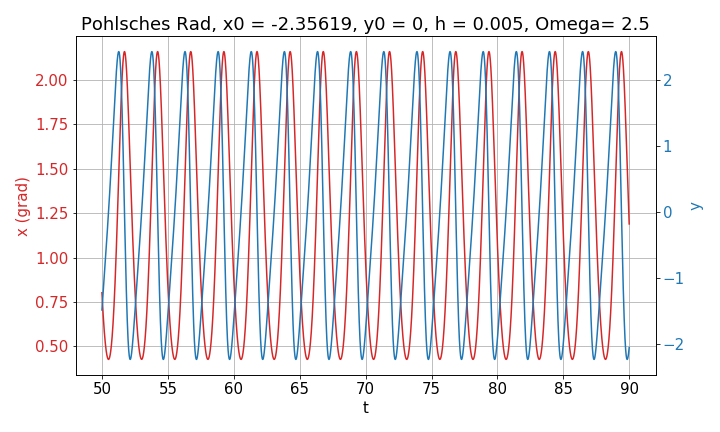 Pohlsches Rad, x0 = -2.35619, y0 = 0, h = 0.005, Omega= 2.5
2.00
1.75
1.50
1.25
1.00
0.75
0.50
x (grad)
2
1
0
−1
−2
y
50 55 60 65 70 75 80 85 90
t